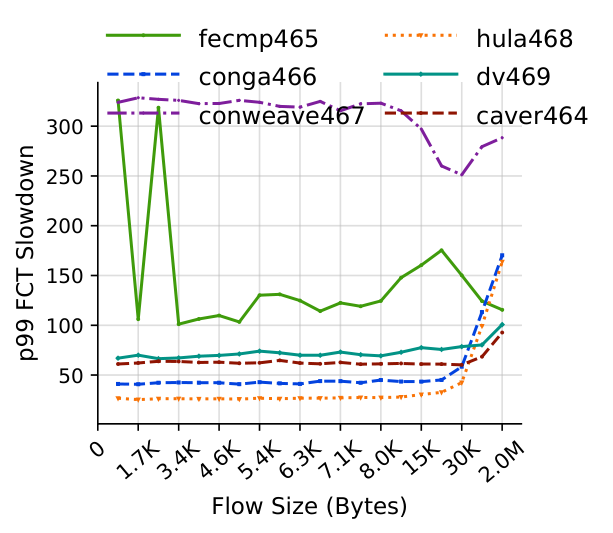 fecmp465 hula468
conga466 dv469
conweave467 caver464
300
250
200
150
100
50
p99 FCT Slowdown
0 1.7K 3.4K 4.6K 5.4K 6.3K 7.1K 8.0K 15K 30K 2.0M
Flow Size (Bytes)